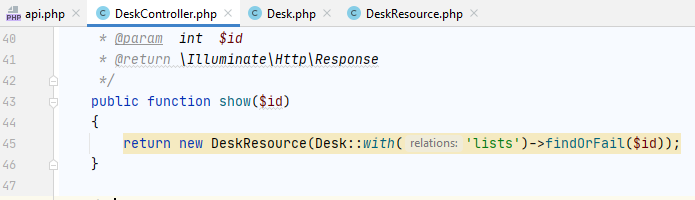 api.php DeskController.php Desk.php DeskResource.php
40 * @param int $id
41 * @return \Illuminate\Http\Response
42 */
43 public function show($id)
44 {
45 return new DeskResource(Desk::with( relations: 'lists')->findOrFail($id));
46 }
47